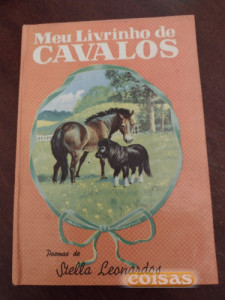 Meu Livrinho de
CAVALOS
Poemas de
Stella Leonardos
coisas